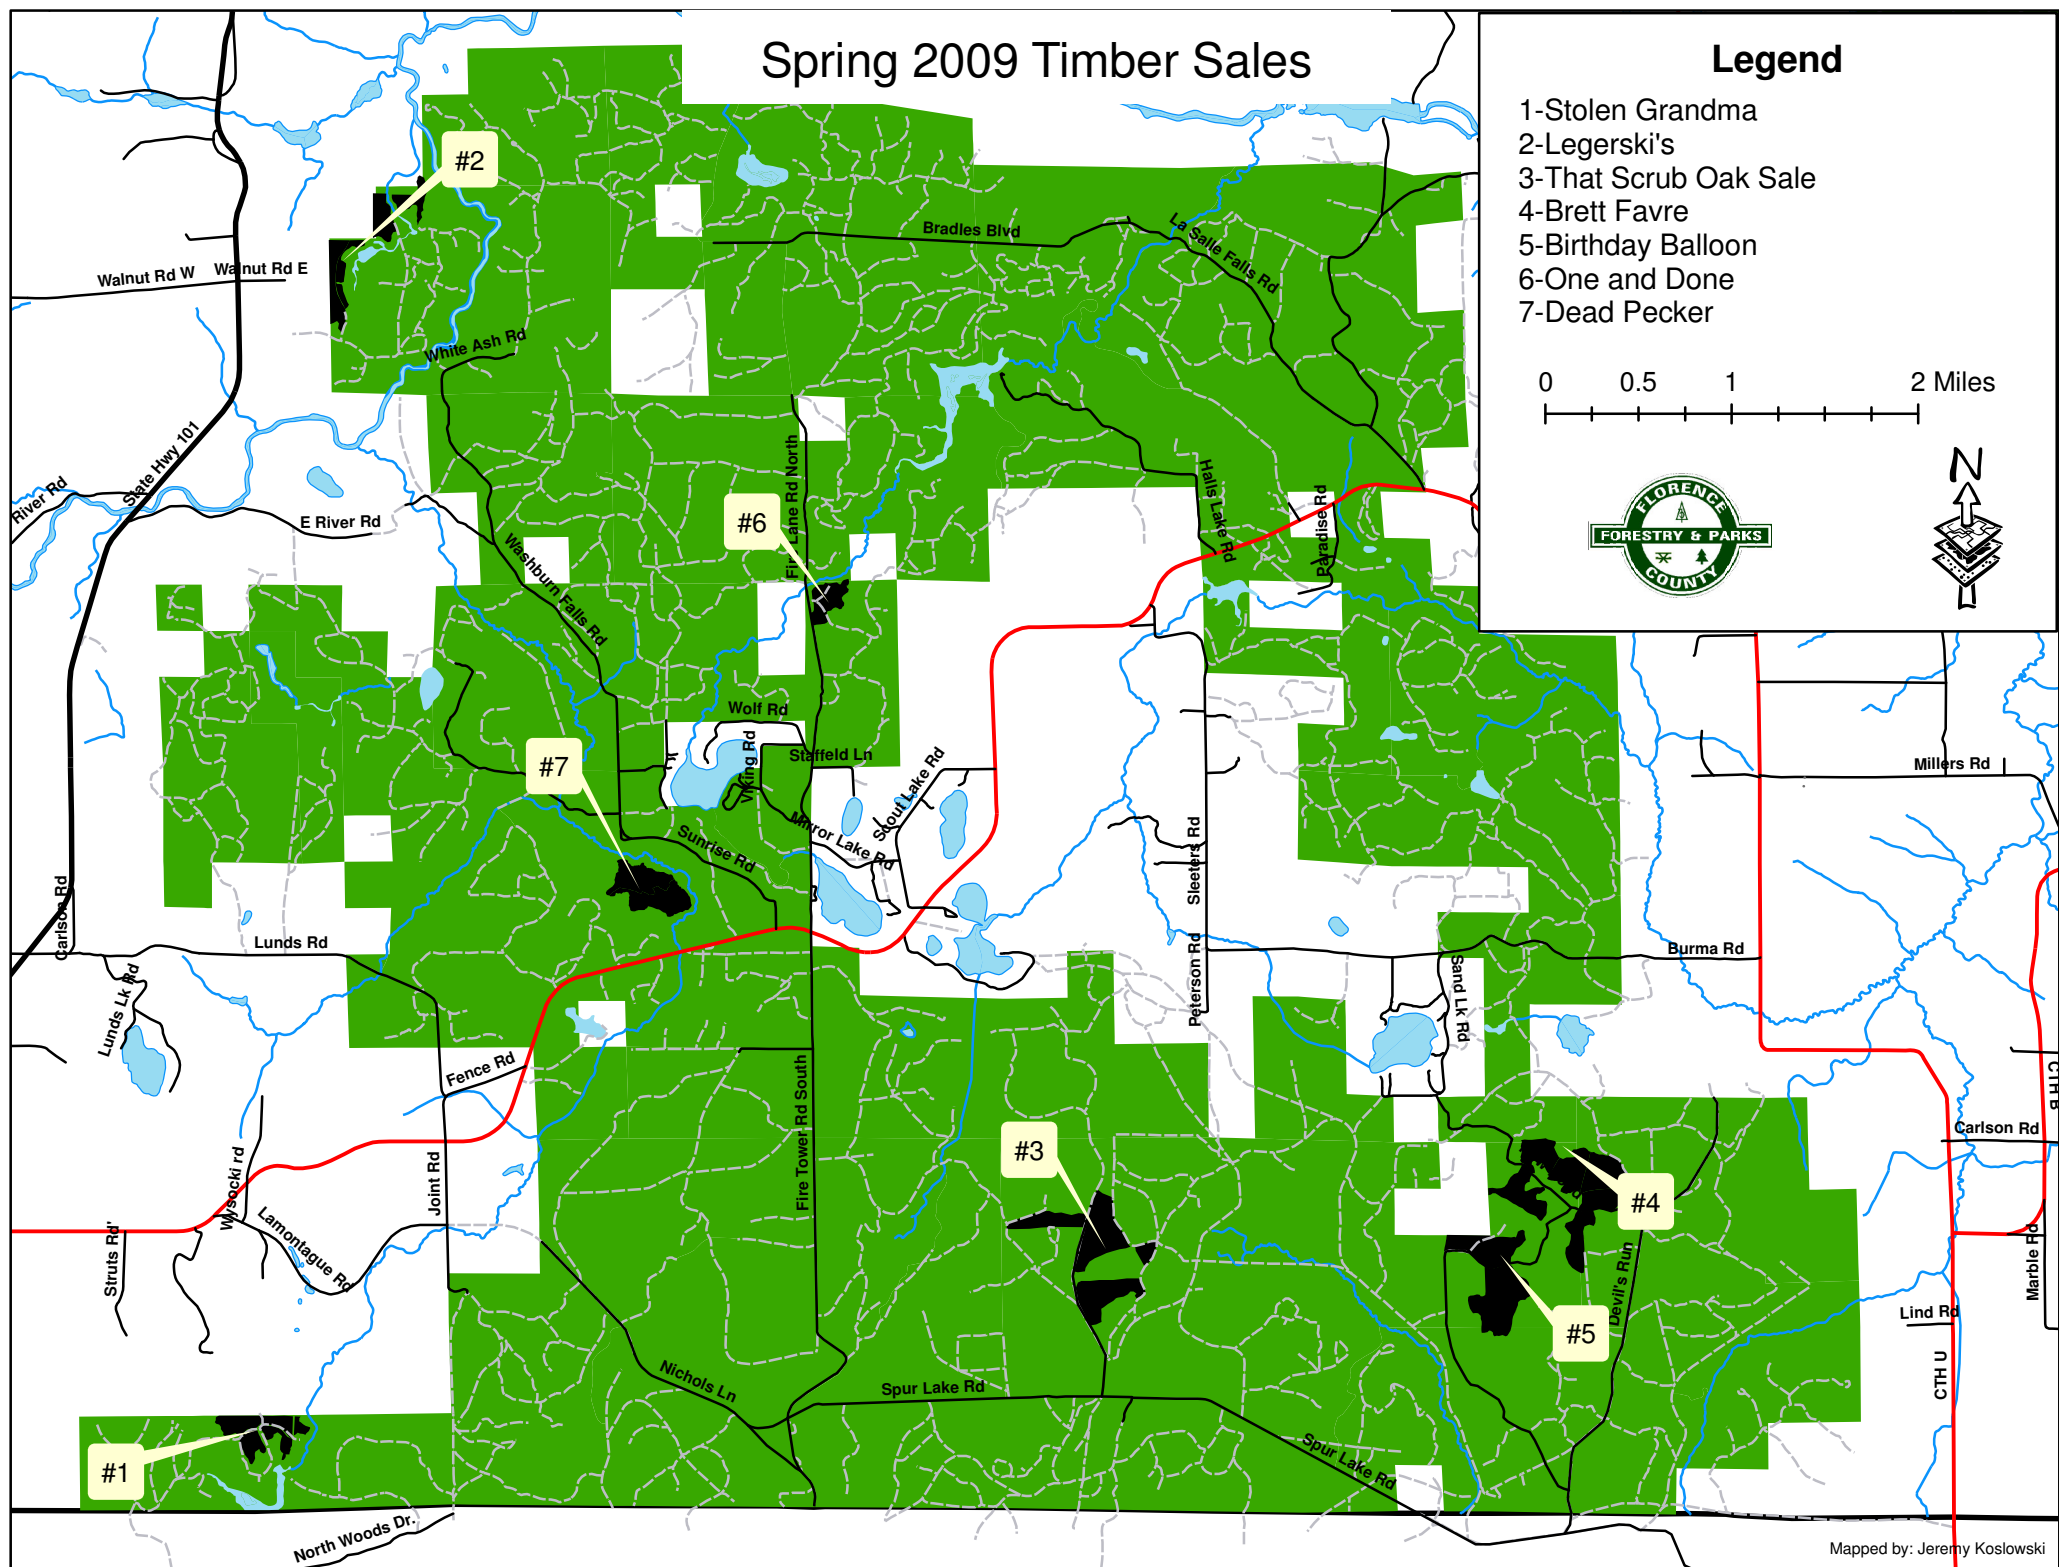 Spring 2009 Timber Sales
Legend
1-Stolen Grandma
2-Legerski's
3-That Scrub Oak Sale
4-Brett Favre
5-Birthday Balloon
6-One and Done
7-Dead Pecker
0 0.5 1 2 Miles
N
FLORENCE
FORESTRY & PARKS
COUNTY
#2
Bradles Blvd
La Salle Falls Rd
Walnut Rd W
Walnut Rd E
White Ash Rd
State Hwy 101
River Rd
E River Rd
Fire Lane Rd North
#6
Halls Lake Rd
Paradise Rd
Washburn Falls Rd
Wolf Rd
Staffeld Ln
Viking Rd
Scout Lake Rd
Mirror Lake Rd
#7
Sunrise Rd
Sleeters Rd
Millers Rd
Carlson Rd
Lunds Rd
Lunds Lk Rd
Peterson Rd
Sand Lk Rd
Burma Rd
Fence Rd
Fire Tower Rd South
CTH B
Carlson Rd
#3
#4
Joint Rd
Wysocki rd
Lamontague Rd
Struts Rd'
Devil's Run
Marble Rd
#5
Lind Rd
CTH U
Nichols Ln
Spur Lake Rd
Spur Lake Rd
#1
North Woods Dr.
Mapped by: Jeremy Koslowski